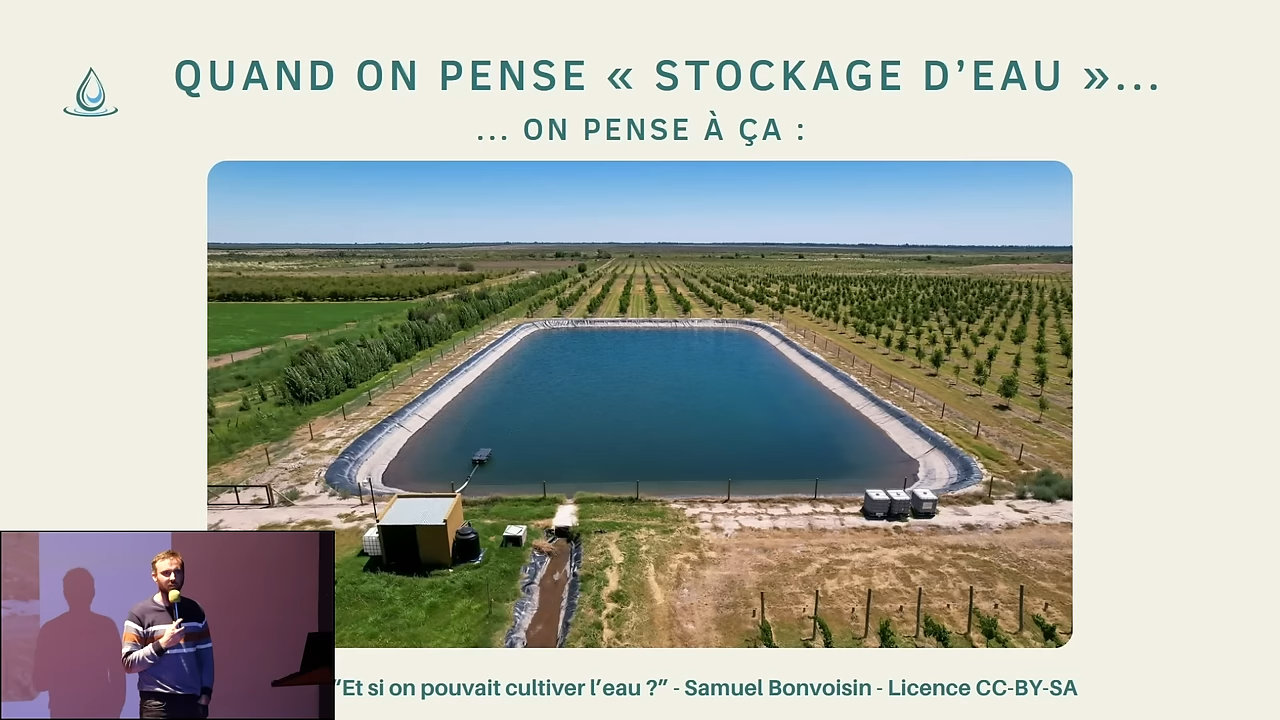 QUAND ON PENSE « STOCKAGE D’EAU »...
... ON PENSE À ÇA :
“Et si on pouvait cultiver l’eau ?” - Samuel Bonvoisin - Licence CC-BY-SA